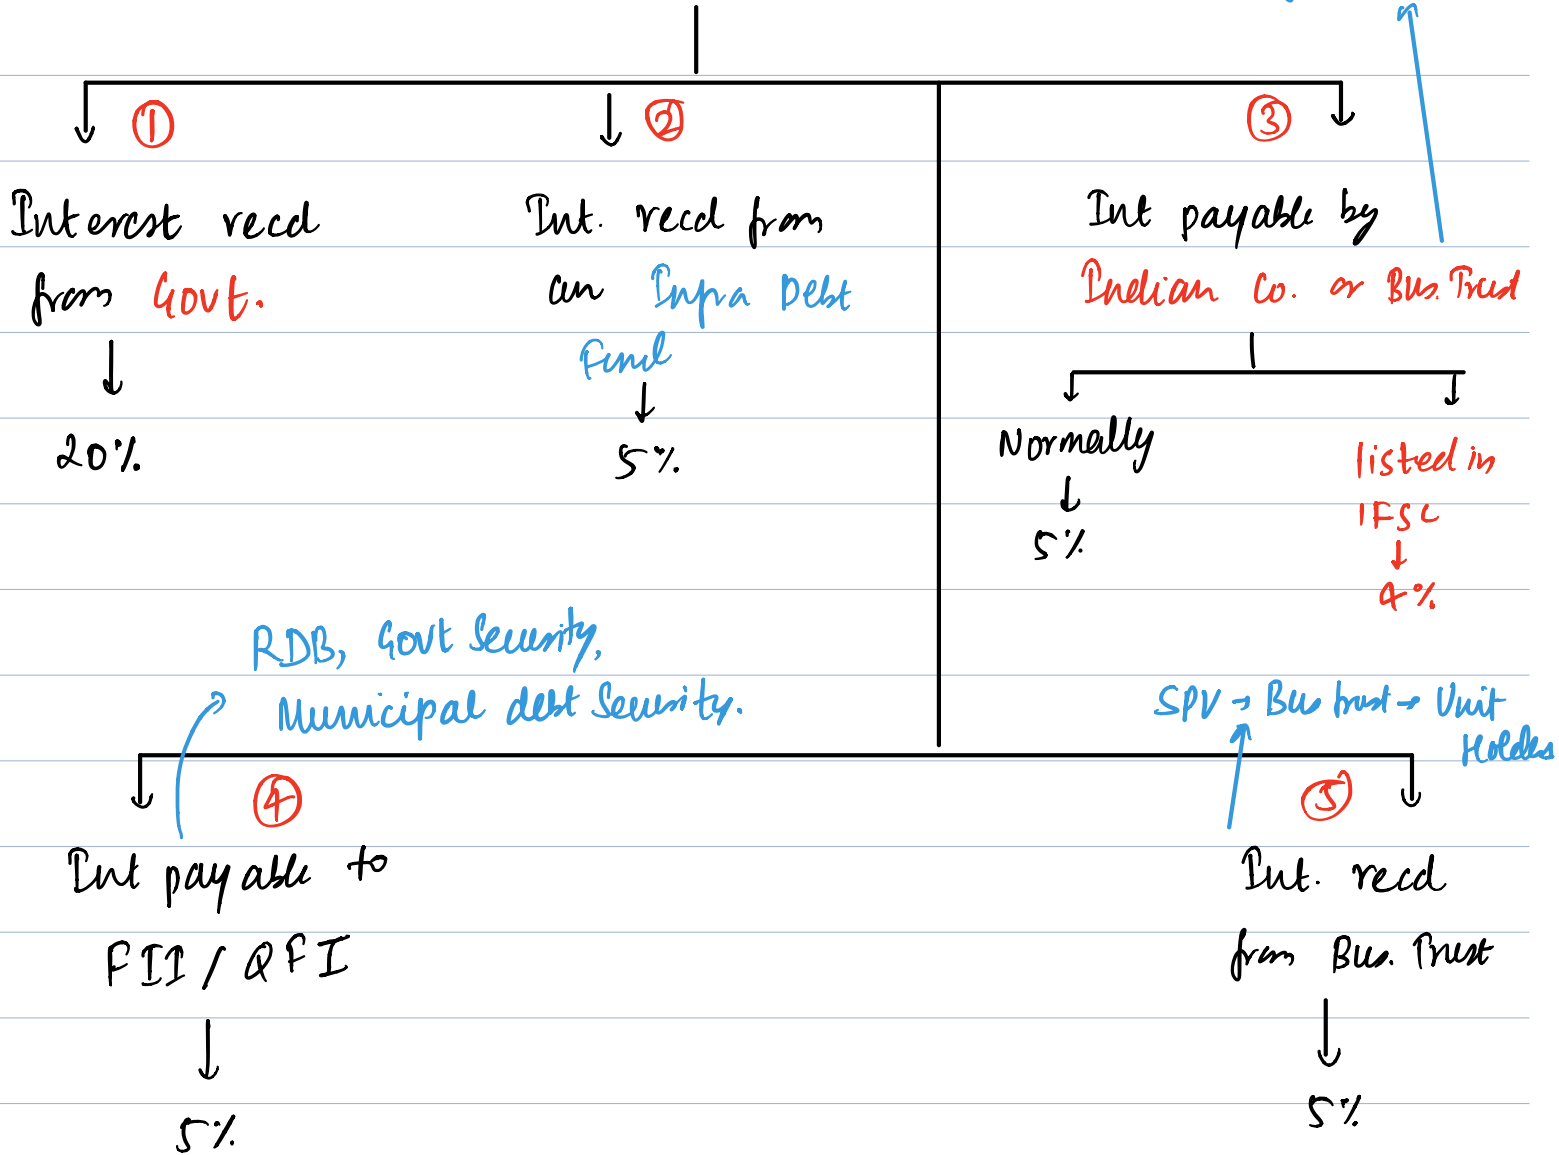 ① ② ③
Interest recd
from Govt.
20%
Int. recd from
an Infra Debt
Fund
5%
Int payable by
Indian Co. or Bus. Trust
Normally
5%
listed in
IFSC
4%
RDB, Govt Security,
Municipal debt Security.
SPV → Bus trust → Unit
Holders
④ ⑤
Int payable to
FII / QFI
5%
Int. recd
from Bus. Trust
5%